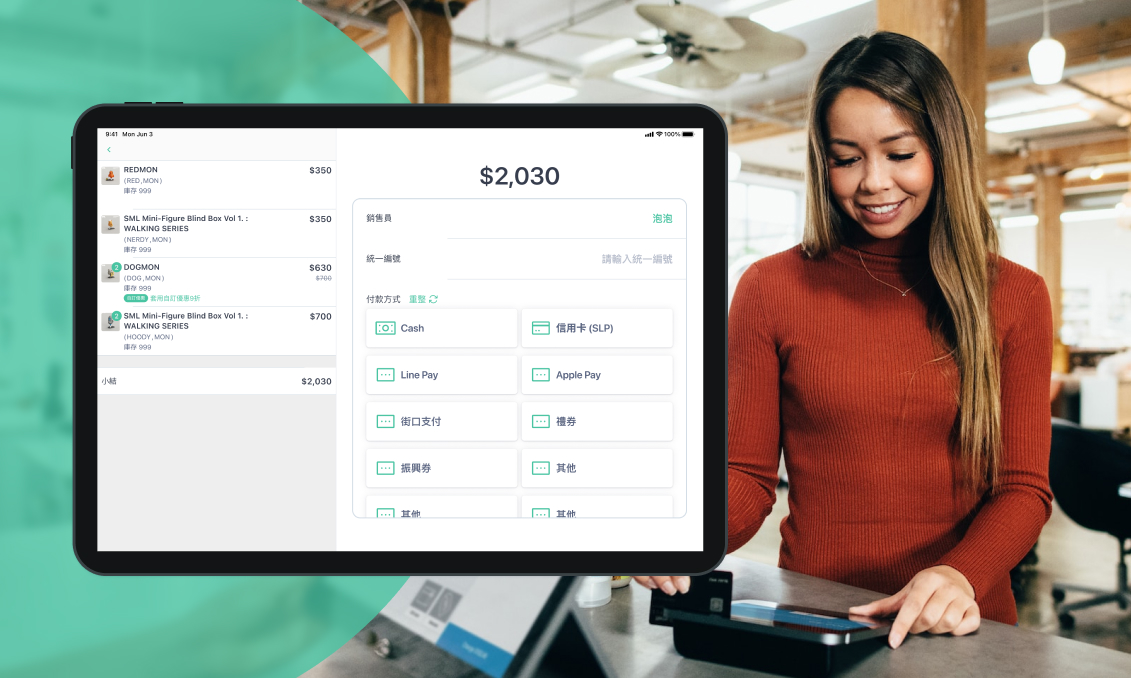 9:41 Mon Jun 3
100%
REDMON $350
(RED,MON)
庫存 999
SML Mini-Figure Blind Box Vol 1. : $350
WALKING SERIES
(NERDY,MON)
庫存 999
2 DOGMON $630
(DOG,MON) $700
庫存 999
自訂優惠 套用自訂優惠9折
2 SML Mini-Figure Blind Box Vol 1. : $700
WALKING SERIES
(HOODY,MON)
庫存 999
小結 $2,030
$2,030
銷售員 泡泡
統一編號 請輸入統一編號
付款方式 重整
Cash 信用卡 (SLP)
Line Pay Apple Pay
街口支付 禮券
振興券 其他
其他 其他